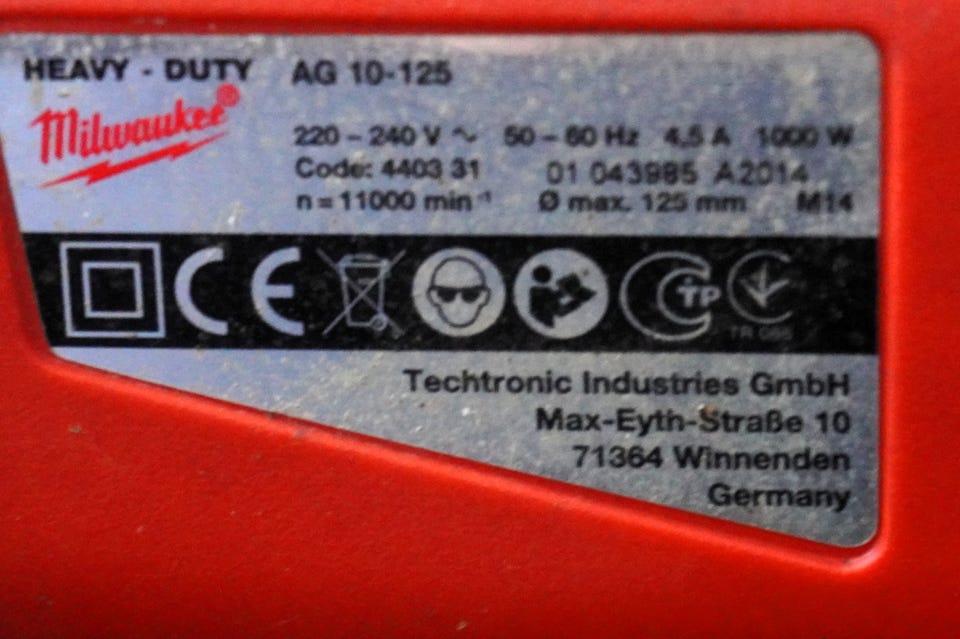 HEAVY - DUTY AG 10-125
Milwaukee®
220 – 240 V ~ 50 – 60 Hz 4,5 A 1000 W
Code: 4403 31 01 043985 A2014
n = 11000 min⁻¹ Ø max. 125 mm M14
CE TP
TR
Techtronic Industries GmbH
Max-Eyth-Straße 10
71364 Winnenden
Germany